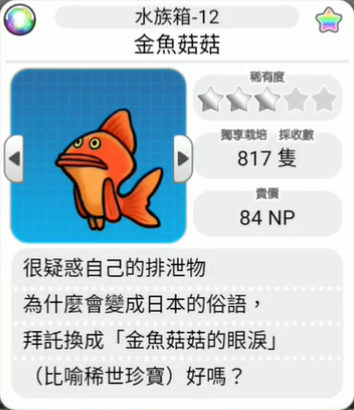 水族箱-12
金魚菇菇
稀有度
獨享栽培 採收數
817 隻
賣價
84 NP
很疑惑自己的排泄物
為什麼會變成日本的俗語，
拜託換成「金魚菇菇的眼淚」
（比喻稀世珍寶）好嗎？